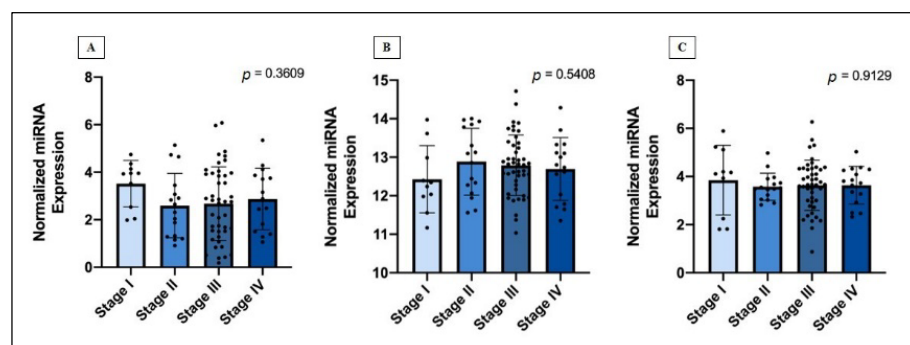 A
p = 0.3609
Normalized miRNA
Expression
8
6
4
2
0
Stage I
Stage II
Stage III
Stage IV
B
p = 0.5408
Normalized miRNA
Expression
15
14
13
12
11
10
Stage I
Stage II
Stage III
Stage IV
C
p = 0.9129
Normalized miRNA
Expression
8
6
4
2
0
Stage I
Stage II
Stage III
Stage IV